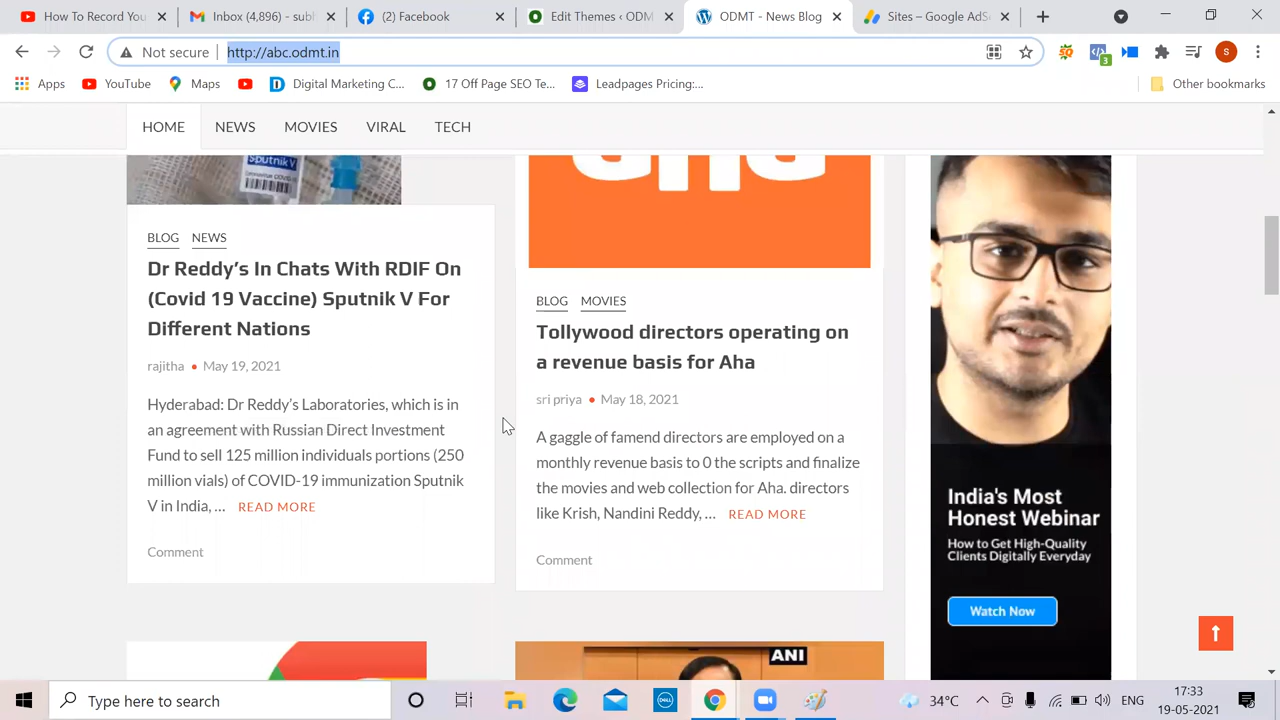 How To Record You
Inbox (4,896) - subl
(2) Facebook
Edit Themes ‹ ODM
ODMT - News Blog
Sites – Google AdS
Not secure
http://abc.odmt.in
3
S
Apps
YouTube
Maps
Digital Marketing C...
17 Off Page SEO Te...
Leadpages Pricing:...
Other bookmarks
HOME
NEWS
MOVIES
VIRAL
TECH
BLOG NEWS
Dr Reddy's In Chats With RDIF On
(Covid 19 Vaccine) Sputnik V For
Different Nations
rajitha • May 19, 2021
Hyderabad: Dr Reddy's Laboratories, which is in
an agreement with Russian Direct Investment
Fund to sell 125 million individuals portions (250
million vials) of COVID-19 immunization Sputnik
V in India, … READ MORE
Comment
BLOG MOVIES
Tollywood directors operating on
a revenue basis for Aha
sri priya • May 18, 2021
A gaggle of famend directors are employed on a
monthly revenue basis to 0 the scripts and finalize
the movies and web collection for Aha. directors
like Krish, Nandini Reddy, … READ MORE
Comment
India's Most
Honest Webinar
How to Get High-Quality
Clients Digitally Everyday
Watch Now
ANI
Type here to search
DELL
34°C
ENG
17:33
19-05-2021